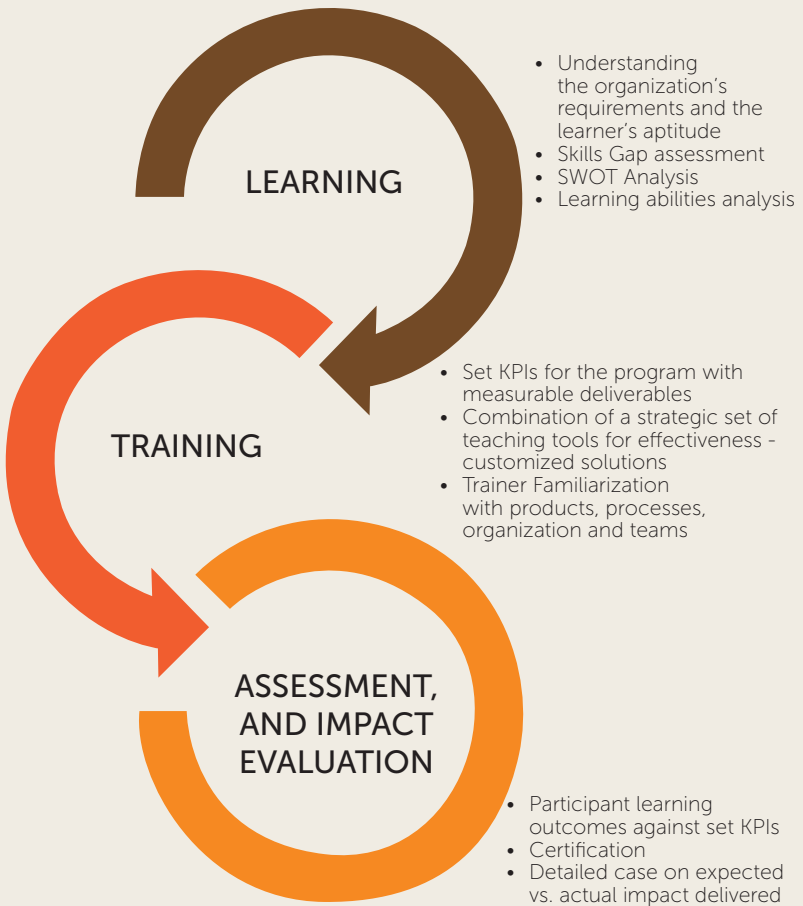 LEARNING
• Understanding
the organization's
requirements and the
learner's aptitude
• Skills Gap assessment
• SWOT Analysis
• Learning abilities analysis
TRAINING
• Set KPIs for the program with
measurable deliverables
• Combination of a strategic set of
teaching tools for effectiveness -
customized solutions
• Trainer Familiarization
with products, processes,
organization and teams
ASSESSMENT,
AND IMPACT
EVALUATION
• Participant learning
outcomes against set KPIs
• Certification
• Detailed case on expected
vs. actual impact delivered